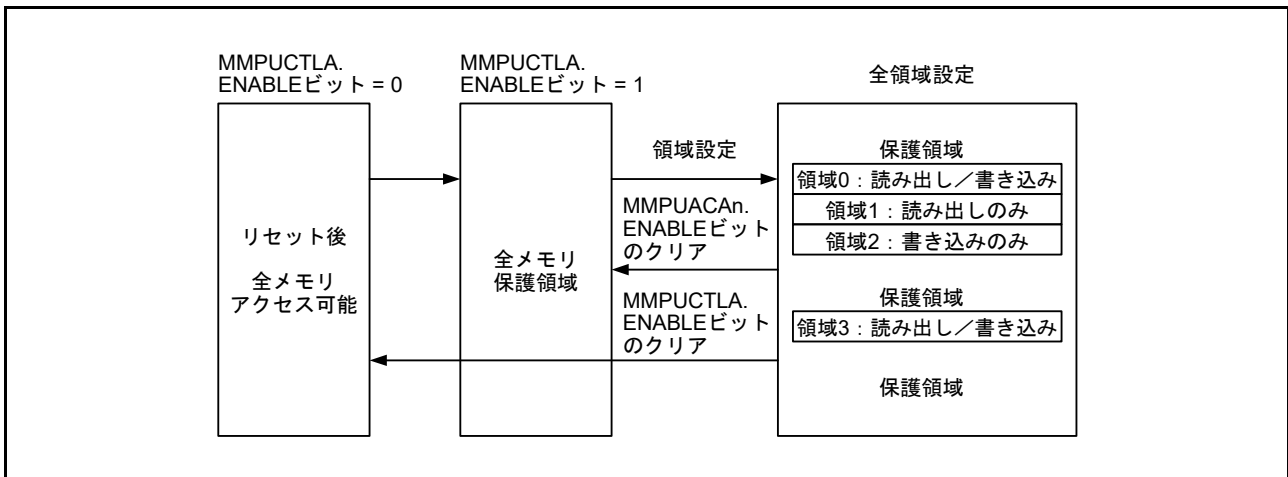 MMPUCTLA.
ENABLEビット = 0
MMPUCTLA.
ENABLEビット = 1
全領域設定
リセット後
全メモリ
アクセス可能
全メモリ
保護領域
領域設定
MMPUACAn.
ENABLEビット
のクリア
MMPUCTLA.
ENABLEビット
のクリア
保護領域
領域0：読み出し／書き込み
領域1：読み出しのみ
領域2：書き込みのみ
保護領域
領域3：読み出し／書き込み
保護領域